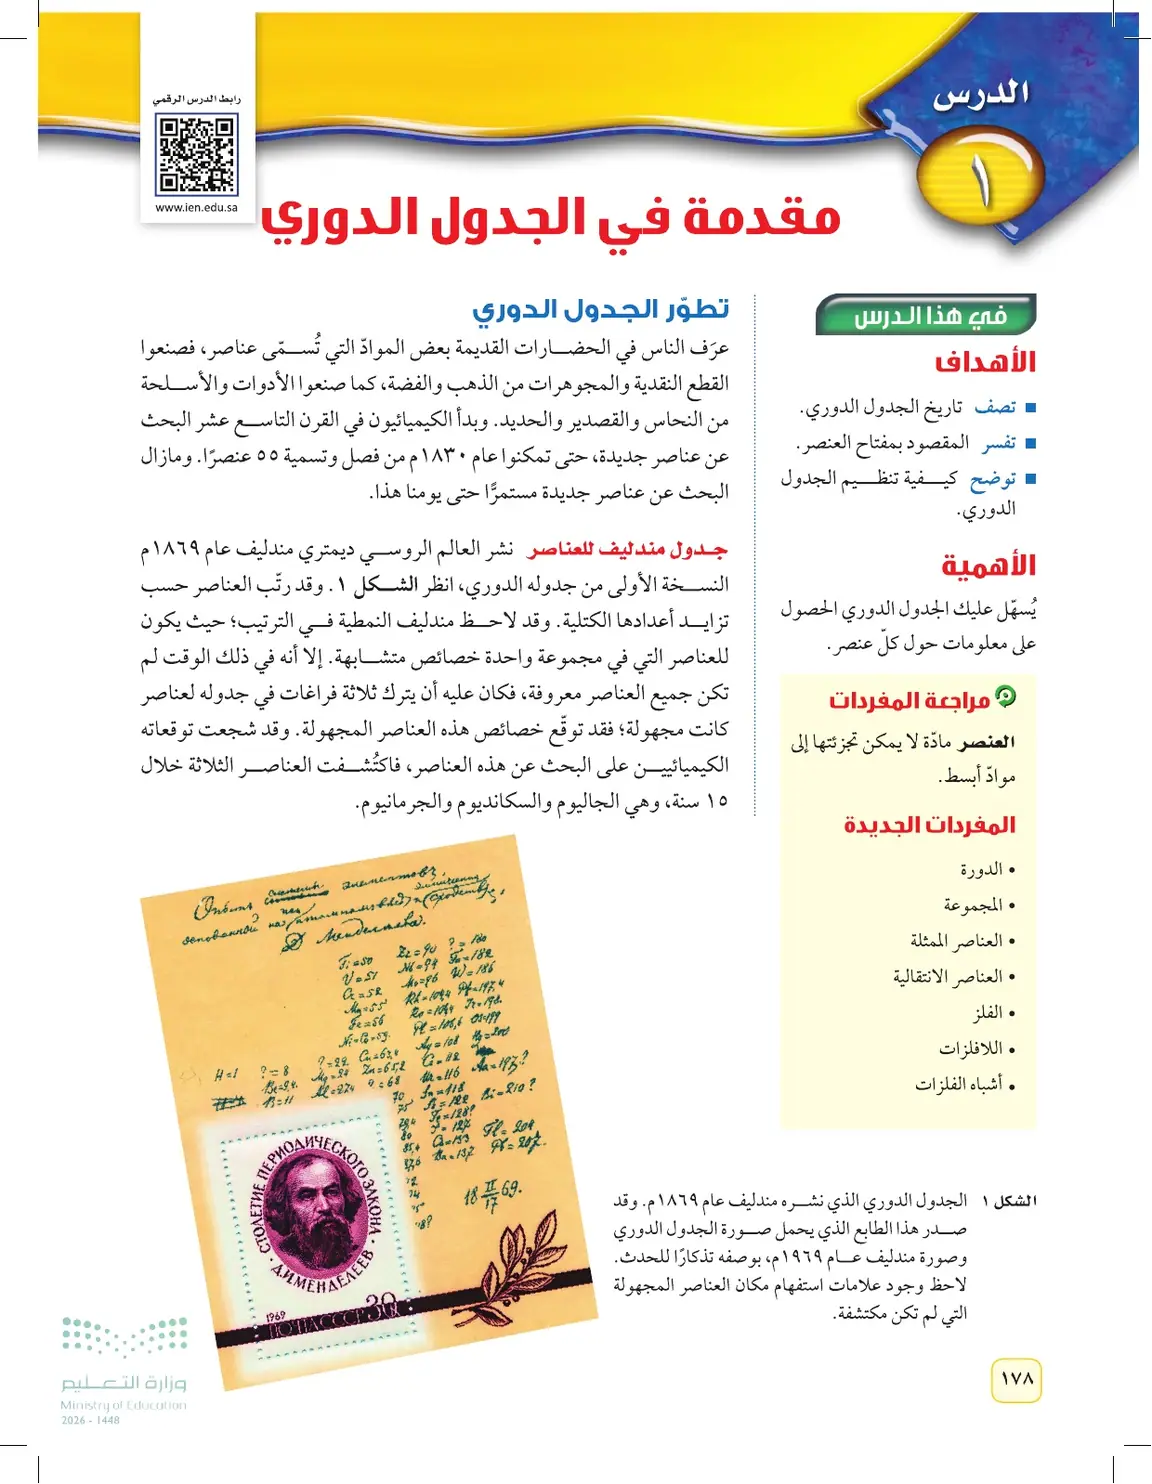 الدرس
١
رابط الدرس الرقمي
www.ien.edu.sa
مقدمة في الجدول الدوري
في هذا الدرس
الأهداف
■ تصف تاريخ الجدول الدوري.
■ تفسر المقصود بمفتاح العنصر.
■ توضح كيفية تنظيم الجدول
الدوري.
الأهمية
يُسهّل عليك الجدول الدوري الحصول
على معلومات حول كلّ عنصر.
مراجعة المفردات
العنصر مادّة لا يمكن تجزئتها إلى
موادّ أبسط.
المفردات الجديدة
• الدورة
• المجموعة
• العناصر الممثلة
• العناصر الانتقالية
• الفلز
• اللافلزات
• أشباه الفلزات
تطوّر الجدول الدوري
عرَف الناس في الحضارات القديمة بعض الموادّ التي تُسمّى عناصر، فصنعوا
القطع النقدية والمجوهرات من الذهب والفضة، كما صنعوا الأدوات والأسلحة
من النحاس والقصدير والحديد. وبدأ الكيميائيون في القرن التاسع عشر البحث
عن عناصر جديدة، حتى تمكنوا عام ١٨٣٠م من فصل وتسمية ٥٥ عنصرًا. ومازال
البحث عن عناصر جديدة مستمرًّا حتى يومنا هذا.
جدول مندليف للعناصر نشر العالم الروسي ديمتري مندليف عام ١٨٦٩م
النسخة الأولى من جدوله الدوري، انظر الشكل ١. وقد رتّب العناصر حسب
تزايد أعدادها الكتلية. وقد لاحظ مندليف النمطية في الترتيب؛ حيث يكون
للعناصر التي في مجموعة واحدة خصائص متشابهة. إلا أنه في ذلك الوقت لم
تكن جميع العناصر معروفة، فكان عليه أن يترك ثلاثة فراغات في جدوله لعناصر
كانت مجهولة؛ فقد توقّع خصائص هذه العناصر المجهولة. وقد شجعت توقعاته
الكيميائيين على البحث عن هذه العناصر، فاكتُشفت العناصر الثلاثة خلال
١٥ سنة، وهي الجاليوم والسكانديوم والجرمانيوم.
СТОЛЕТИЕ ПЕРИОДИЧЕСКОГО ЗАКОНА
Д.И.МЕНДЕЛЕЕВ
1969
ПОЧТА СССР 30к
الشكل ١ الجدول الدوري الذي نشره مندليف عام ١٨٦٩م. وقد
صدر هذا الطابع الذي يحمل صورة الجدول الدوري
وصورة مندليف عام ١٩٦٩م، بوصفه تذكارًا للحدث.
لاحظ وجود علامات استفهام مكان العناصر المجهولة
التي لم تكن مكتشفة.
وزارة التعليم
Ministry of Education
2026 - 1448
١٧٨